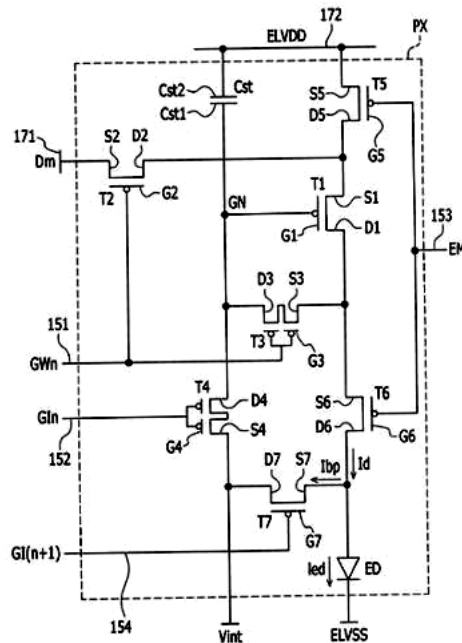 172
PX
ELVDD
Cst2
Cst
Cst1
S5
T5
D5
G5
171
Dm
S2
D2
T2
G2
GN
T1
S1
G1
D1
153
EM
D3
S3
151
GWn
T3
G3
T4
D4
GIn
G4
S4
152
S6
T6
D6
G6
D7
S7
Ibp
Id
T7
G7
GI(n+1)
154
Ied
ED
Vint
ELVSS